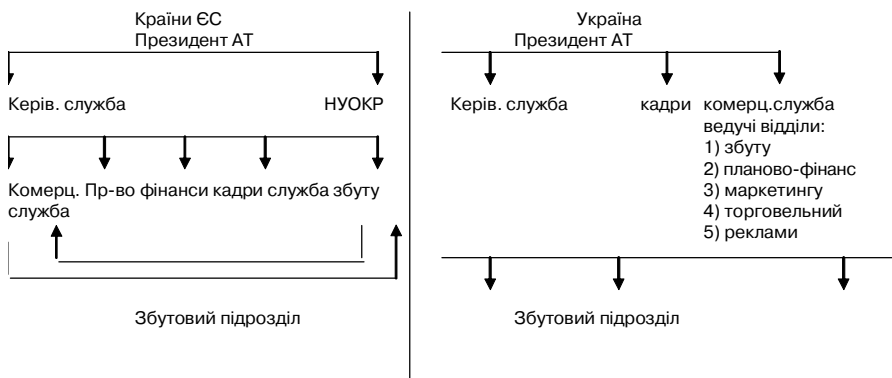 Країни ЄС
Президент АТ
Керів. служба НУОКР
Комерц. Пр-во фінанси кадри служба збуту
служба
Збутовий підрозділ
Україна
Президент АТ
Керів. служба кадри комерц.служба
ведучі відділи:
1) збуту
2) планово-фінанс
3) маркетингу
4) торговельний
5) реклами
Збутовий підрозділ